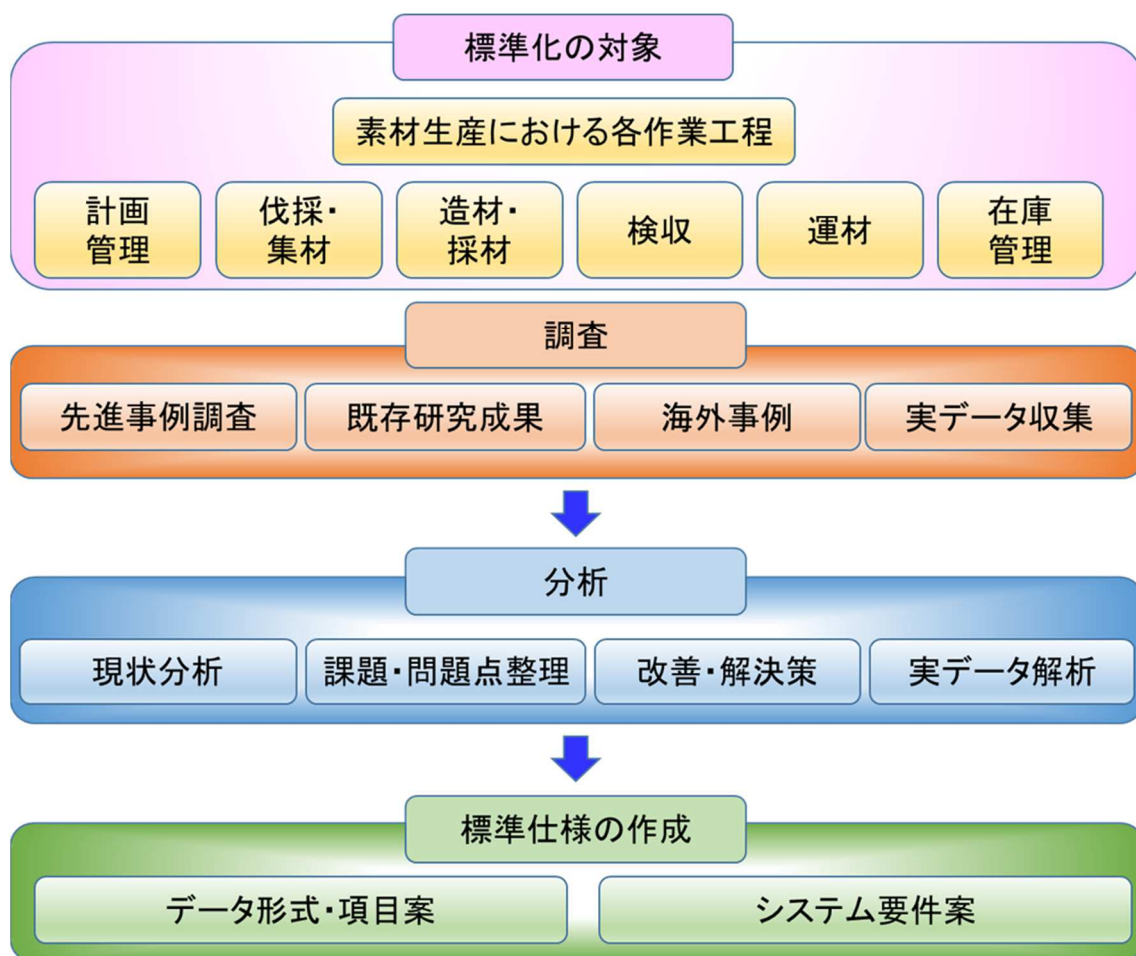 標準化の対象
素材生産における各作業工程
計画
管理
伐採・
集材
造材・
採材
検収
運材
在庫
管理
調査
先進事例調査
既存研究成果
海外事例
実データ収集
分析
現状分析
課題・問題点整理
改善・解決策
実データ解析
標準仕様の作成
データ形式・項目案
システム要件案